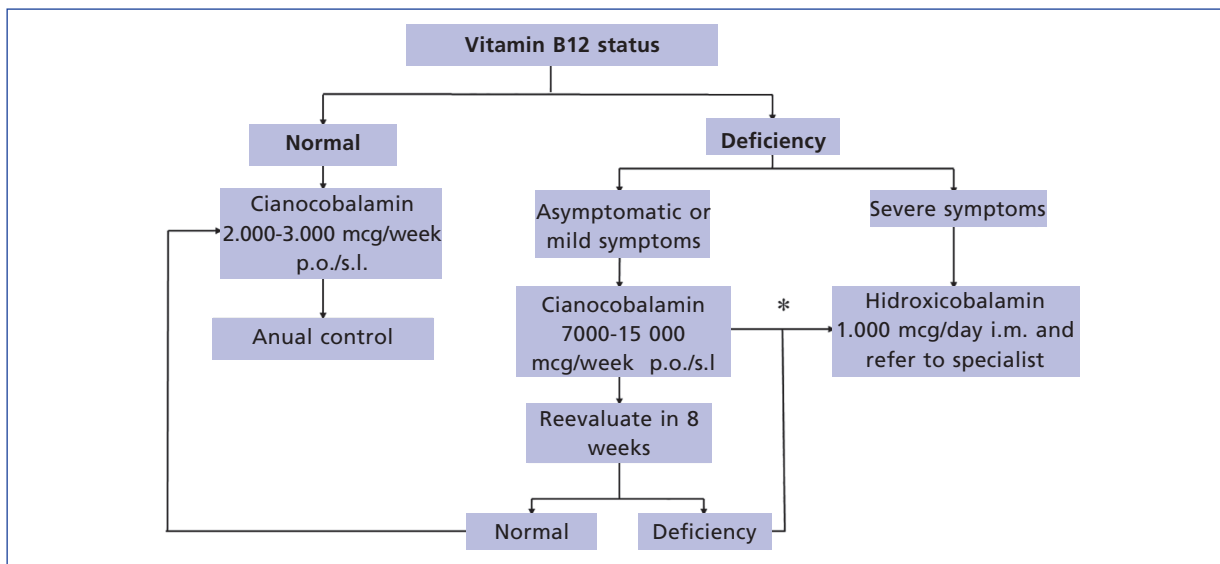 Vitamin B12 status
Normal
Deficiency
Cianocobalamin
2.000-3.000 mcg/week
p.o./s.l.
Asymptomatic or
mild symptoms
Severe symptoms
Anual control
Cianocobalamin
7000-15 000
mcg/week p.o./s.l
*
Hidroxicobalamin
1.000 mcg/day i.m. and
refer to specialist
Reevaluate in 8
weeks
Normal
Deficiency